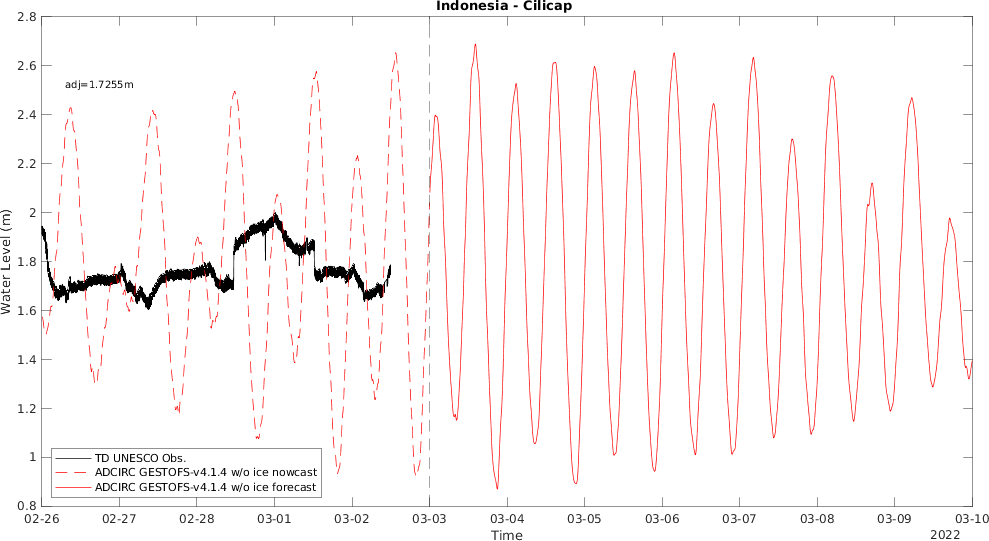 Indonesia - Cilicap
2.8
2.6
2.4
2.2
2
1.8
1.6
1.4
1.2
1
0.8
Water Level (m)
adj=1.7255m
TD UNESCO Obs.
ADCIRC GESTOFS-v4.1.4 w/o ice nowcast
ADCIRC GESTOFS-v4.1.4 w/o ice forecast
02-26 02-27 02-28 03-01 03-02 03-03 03-04 03-05 03-06 03-07 03-08 03-09 03-10
Time
2022